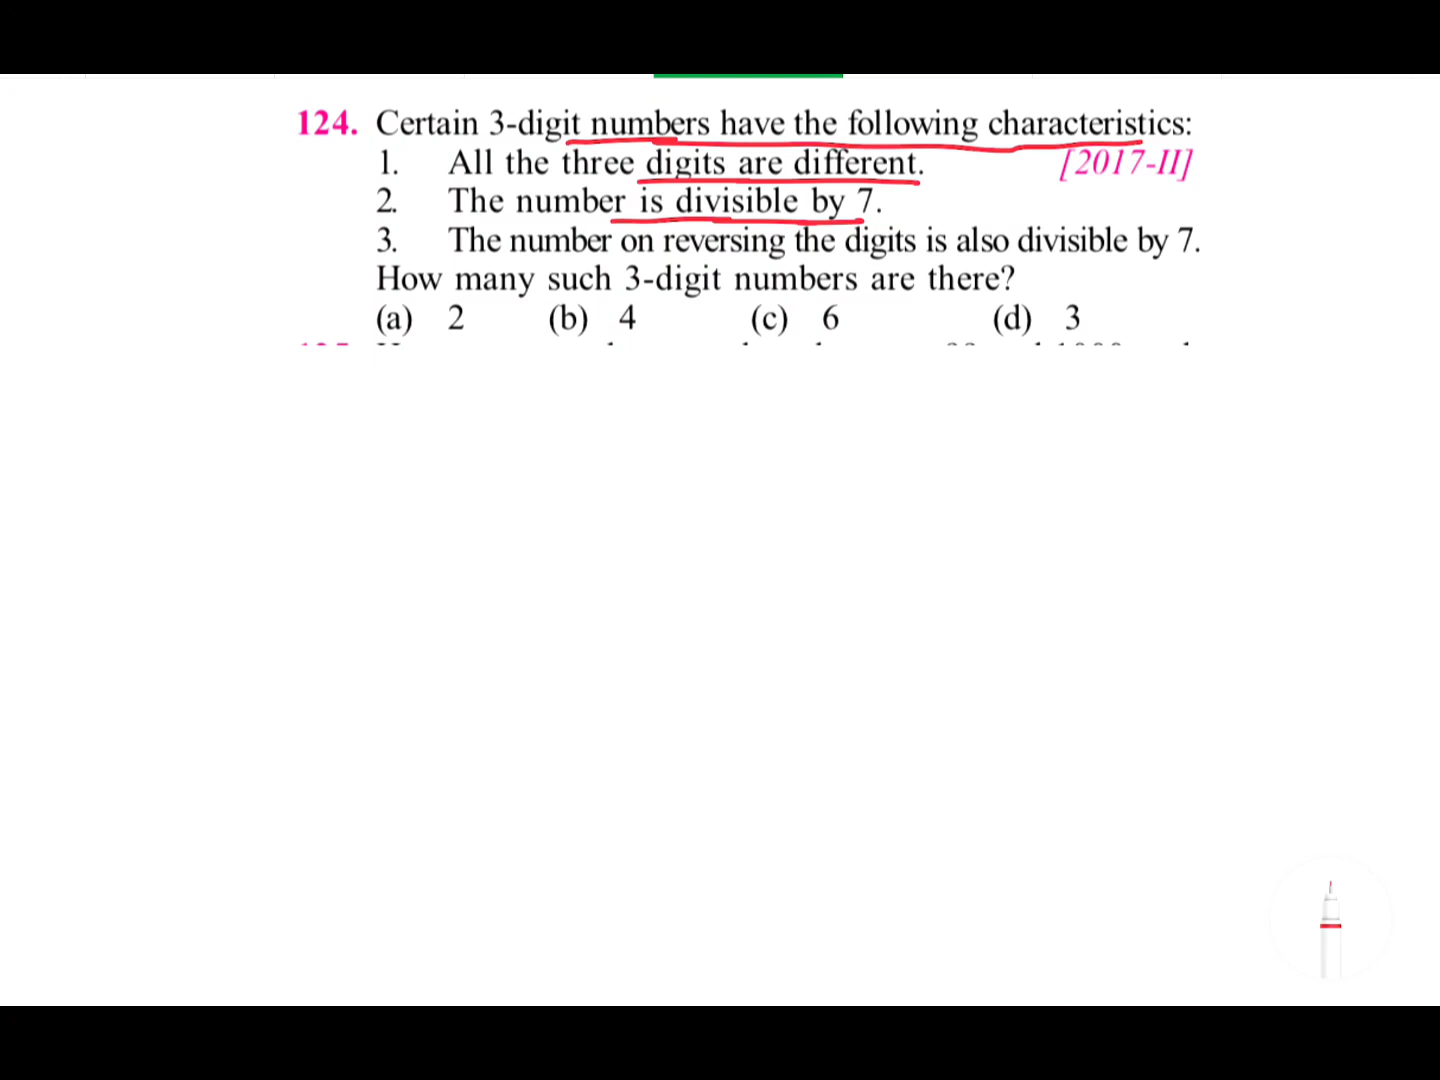 124. Certain 3-digit numbers have the following characteristics:
1. All the three digits are different. [2017-II]
2. The number is divisible by 7.
3. The number on reversing the digits is also divisible by 7.
How many such 3-digit numbers are there?
(a) 2 (b) 4 (c) 6 (d) 3